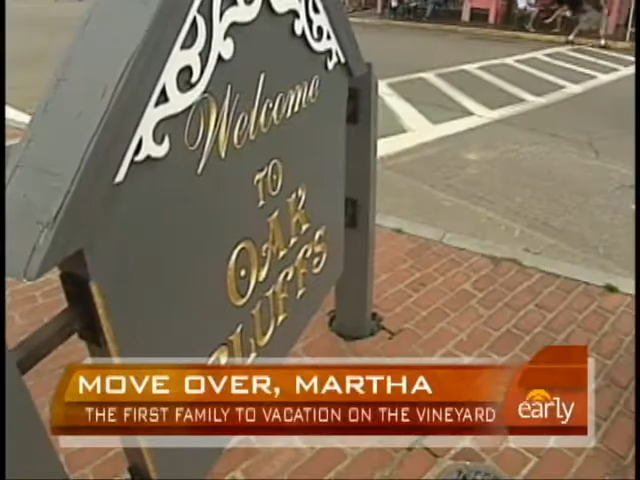 Welcome
TO
OAK
BLUFFS
MOVE OVER, MARTHA
THE FIRST FAMILY TO VACATION ON THE VINEYARD
early